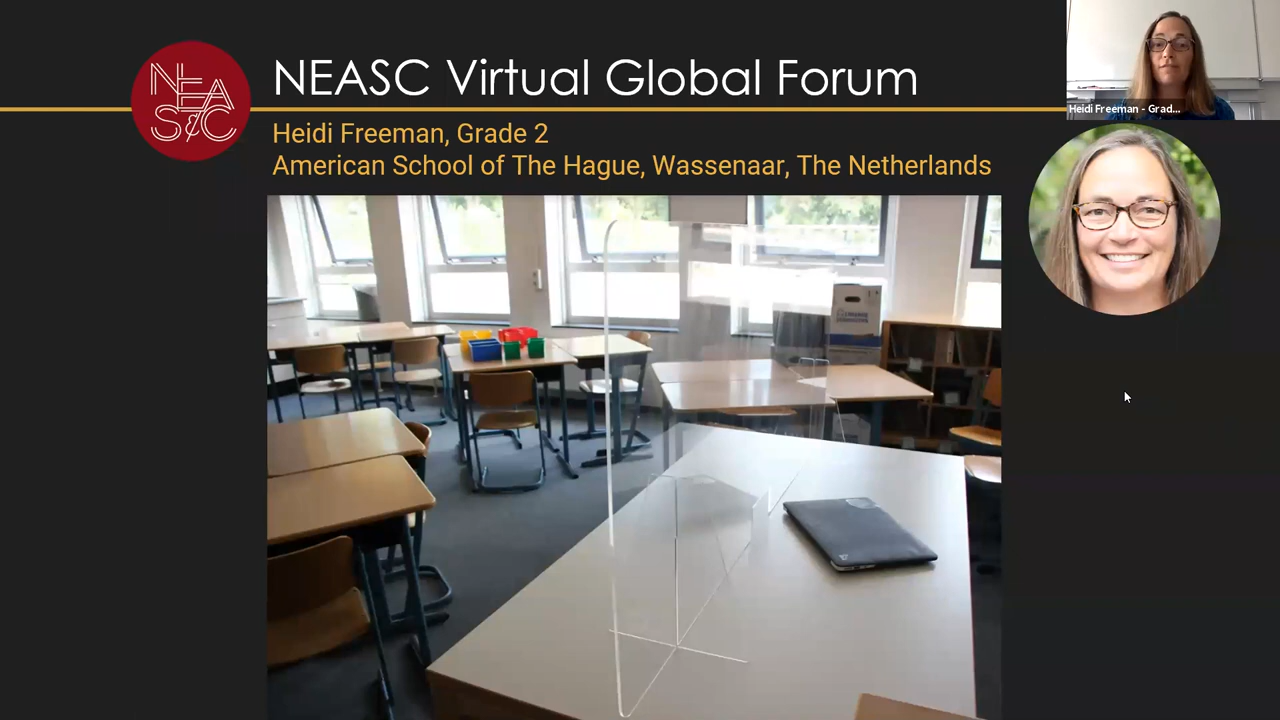 NEASC
NEASC Virtual Global Forum
Heidi Freeman, Grade 2
American School of The Hague, Wassenaar, The Netherlands
Heidi Freeman - Grad...